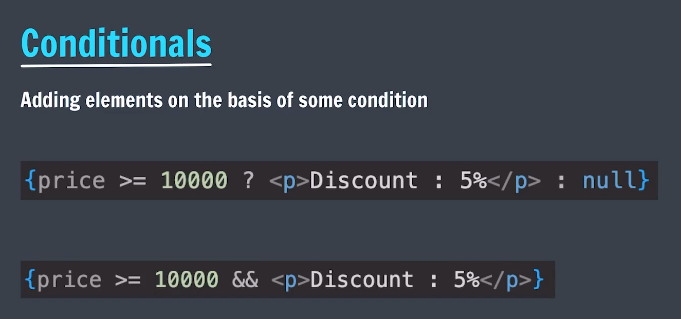 Conditionals
Adding elements on the basis of some condition
{price >= 10000 ? <p>Discount : 5%</p> : null}
{price >= 10000 && <p>Discount : 5%</p>}